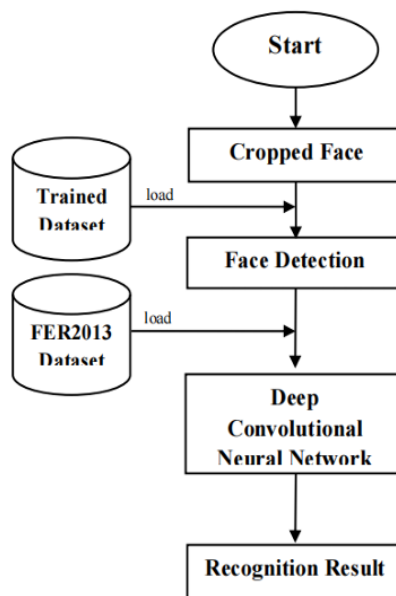 Start
Cropped Face
Trained
Dataset
load
Face Detection
FER2013
Dataset
load
Deep
Convolutional
Neural Network
Recognition Result